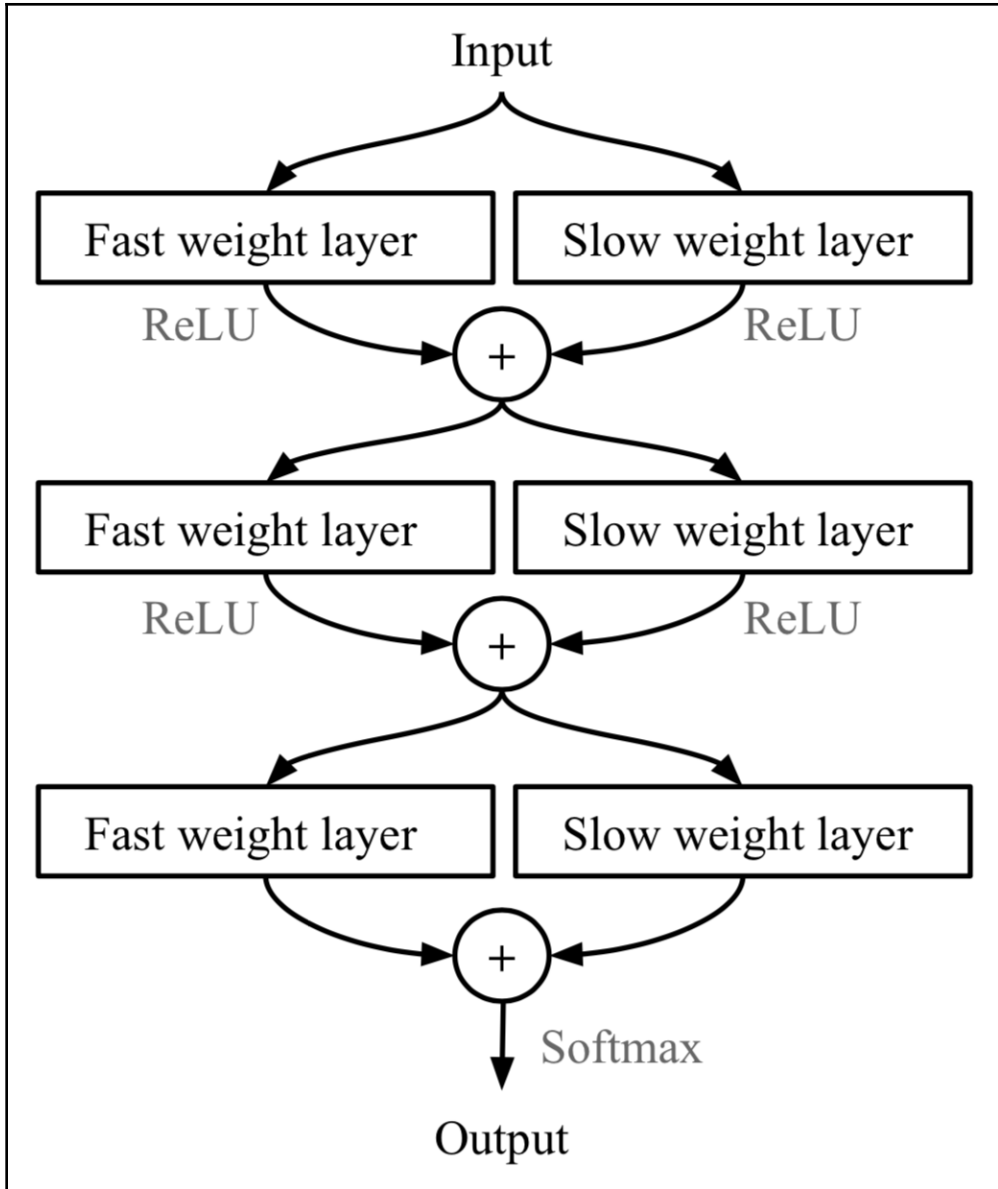 Input
Fast weight layer
Slow weight layer
ReLU
ReLU
+
Fast weight layer
Slow weight layer
ReLU
ReLU
+
Fast weight layer
Slow weight layer
+
Softmax
Output